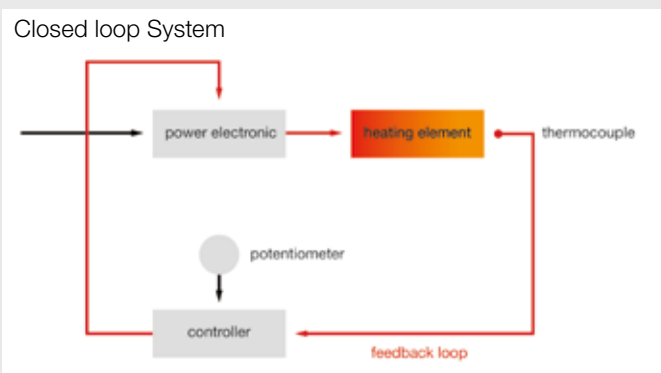 Closed loop System
power electronic
heating element
thermocouple
potentiometer
controller
feedback loop